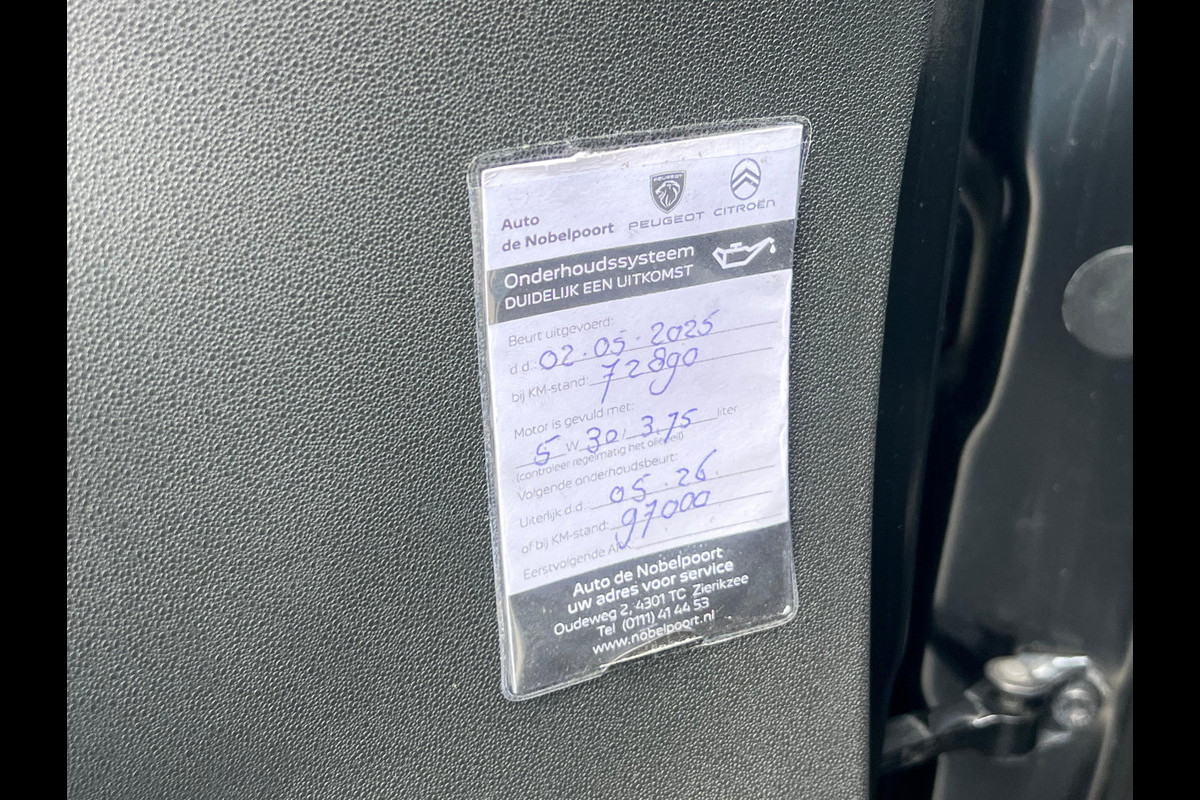 Auto
de Nobelpoort
PEUGEOT
PEUGEOT
CITROËN
Onderhoudssysteem
DUIDELIJK EEN UITKOMST
Beurt uitgevoerd:
d.d.: 02.05.2025
bij KM-stand: 72890
Motor is gevuld met:
5 W 30 / 3.75 liter
(controleer regelmatig het oliepeil)
Volgende onderhoudsbeurt:
Uiterlijk d.d. 05.26.
of bij KM-stand: 97000
Eerstvolgende
Auto de Nobelpoort
uw adres voor service
Oudeweg 2, 4301 TC Zierikzee
Tel (0111) 41 44 53
www.nobelpoort.nl